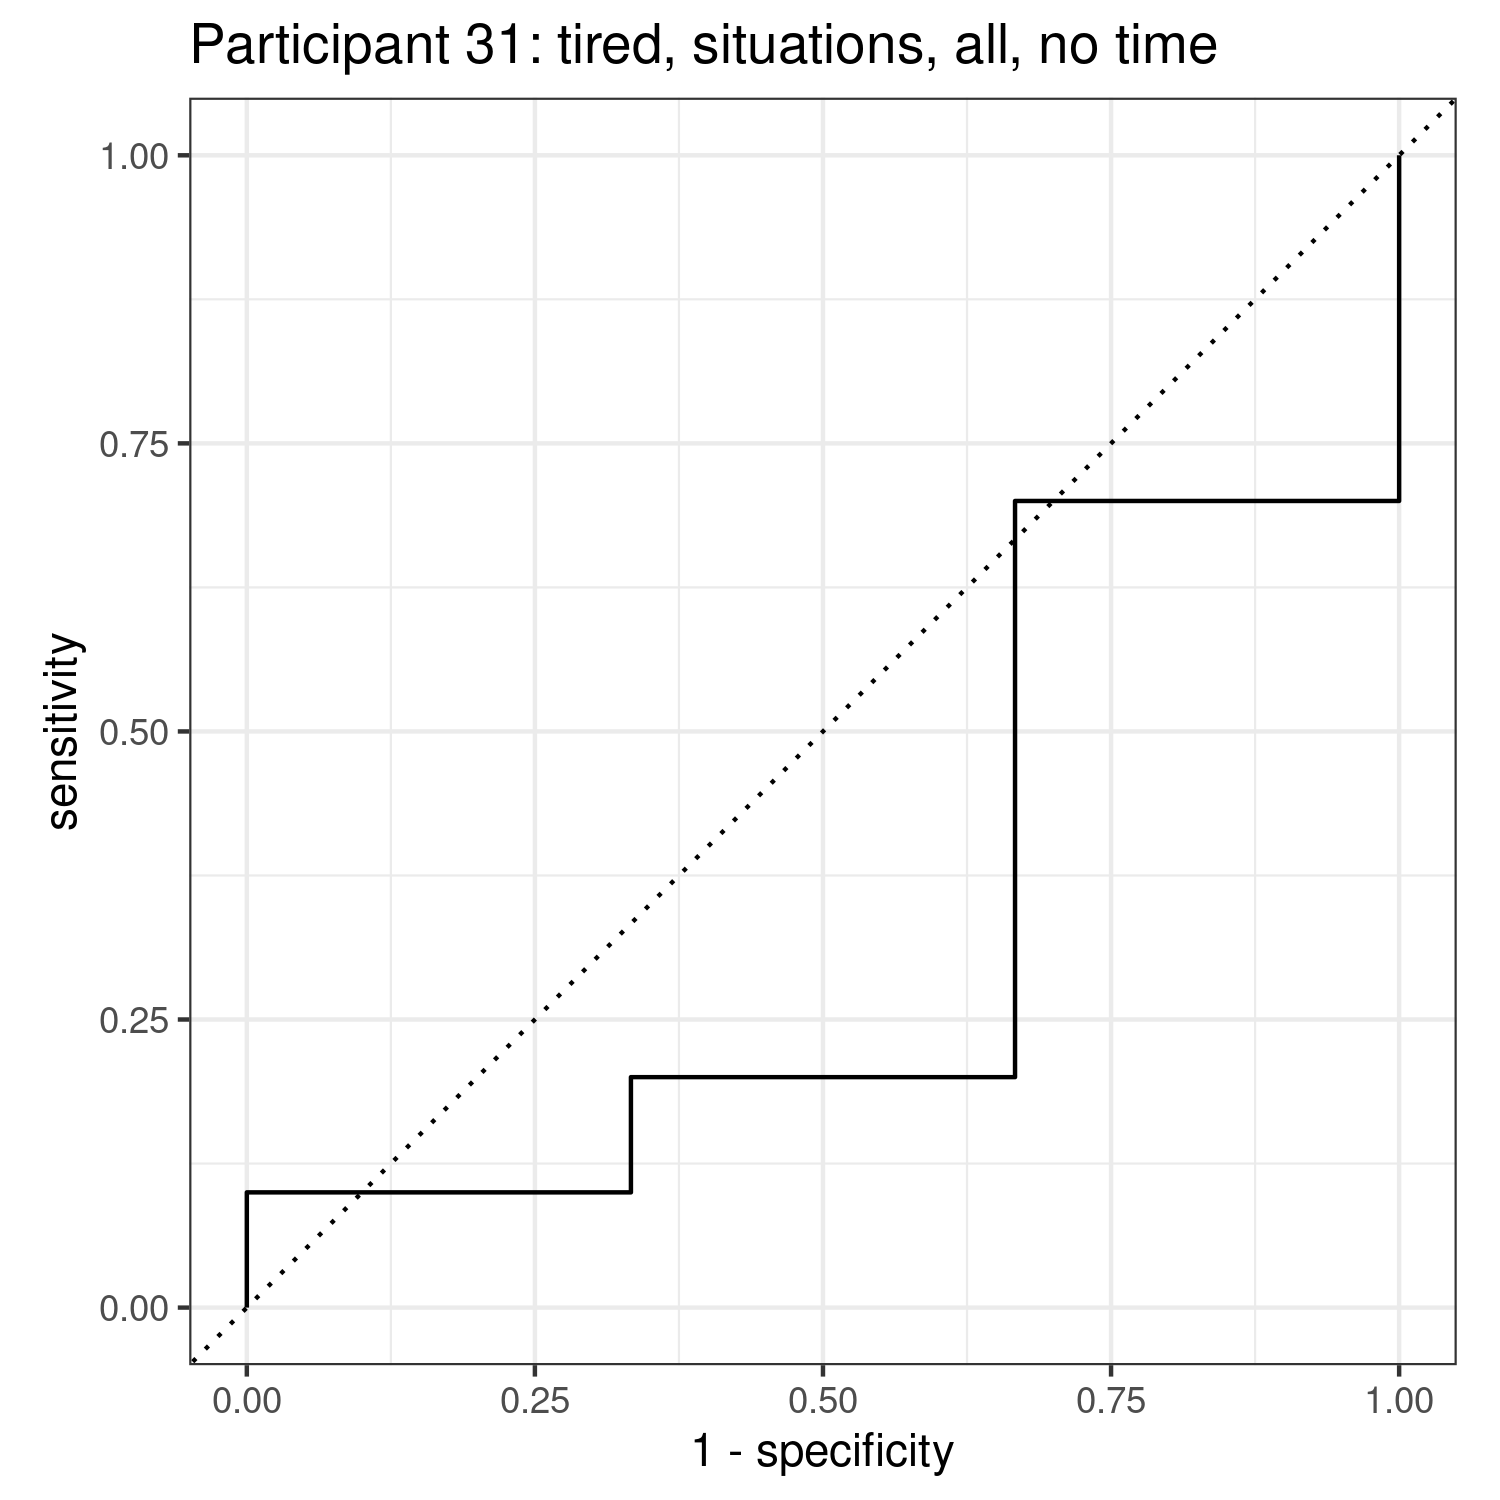 Participant 31: tired, situations, all, no time
1.00
0.75
0.50
0.25
0.00
sensitivity
0.00 0.25 0.50 0.75 1.00
1 - specificity